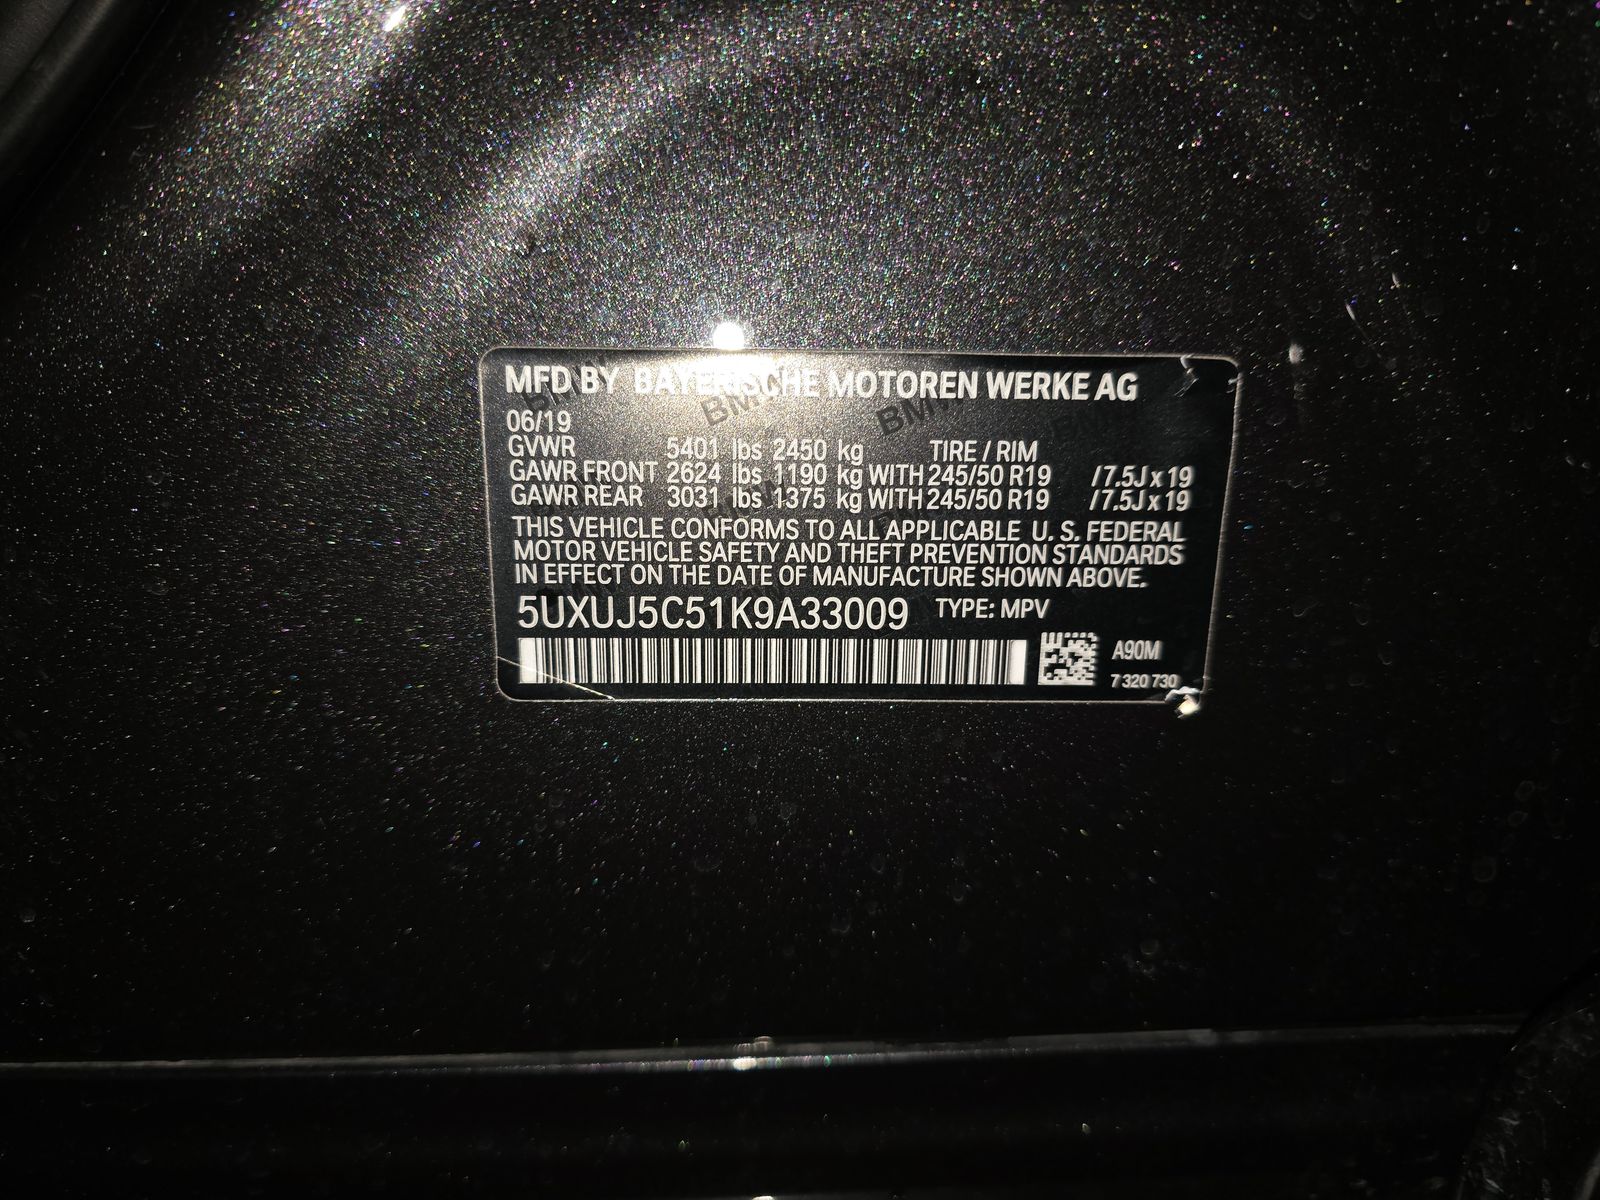 MFD BY BAYERISCHE MOTOREN WERKE AG
06/19
GVWR 5401 lbs 2450 kg TIRE / RIM
GAWR FRONT 2624 lbs 1190 kg WITH 245/50 R19 / 7.5J x 19
GAWR REAR 3031 lbs 1375 kg WITH 245/50 R19 / 7.5J x 19
THIS VEHICLE CONFORMS TO ALL APPLICABLE U. S. FEDERAL
MOTOR VEHICLE SAFETY AND THEFT PREVENTION STANDARDS
IN EFFECT ON THE DATE OF MANUFACTURE SHOWN ABOVE.
5UXUJ5C51K9A33009 TYPE: MPV
A90M
7 320 730
BMW
BMW
BMW